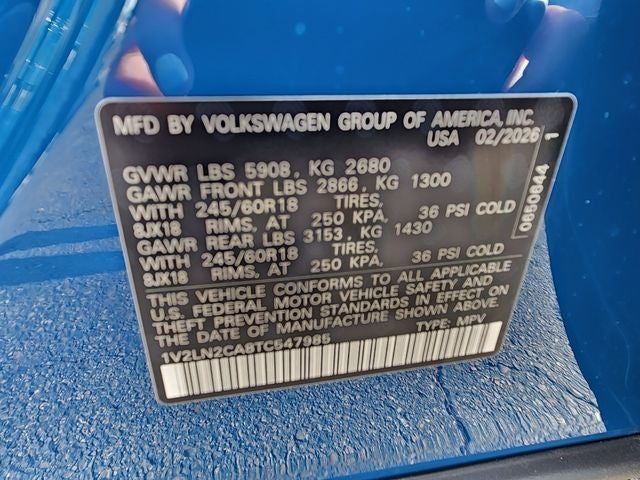 MFD BY VOLKSWAGEN GROUP OF AMERICA, INC.
USA 02/2026
GVWR LBS 5908, KG 2680
GAWR FRONT LBS 2866, KG 1300
WITH 245/60R18 TIRES,
8JX18 RIMS, AT 250 KPA, 36 PSI COLD
GAWR REAR LBS 3153, KG 1430
WITH 245/60R18 TIRES,
8JX18 RIMS, AT 250 KPA, 36 PSI COLD
THIS VEHICLE CONFORMS TO ALL APPLICABLE
U.S. FEDERAL MOTOR VEHICLE SAFETY AND
THEFT PREVENTION STANDARDS IN EFFECT ON
THE DATE OF MANUFACTURE SHOWN ABOVE.
1V2LN2CA6TC547985 TYPE: MPV
0660644 1